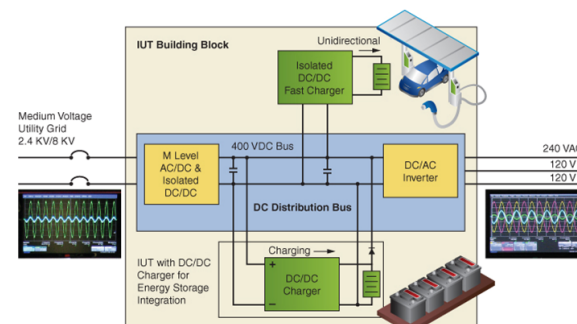 IUT Building Block
Unidirectional
Isolated
DC/DC
Fast Charger
Medium Voltage
Utility Grid
2.4 KV/8 KV
400 VDC Bus
M Level
AC/DC &
Isolated
DC/DC
DC/AC
Inverter
240 VA
120 V
120 V
DC Distribution Bus
IUT with DC/DC
Charger for
Energy Storage
Integration
Charging
+
DC/DC
Charger
–